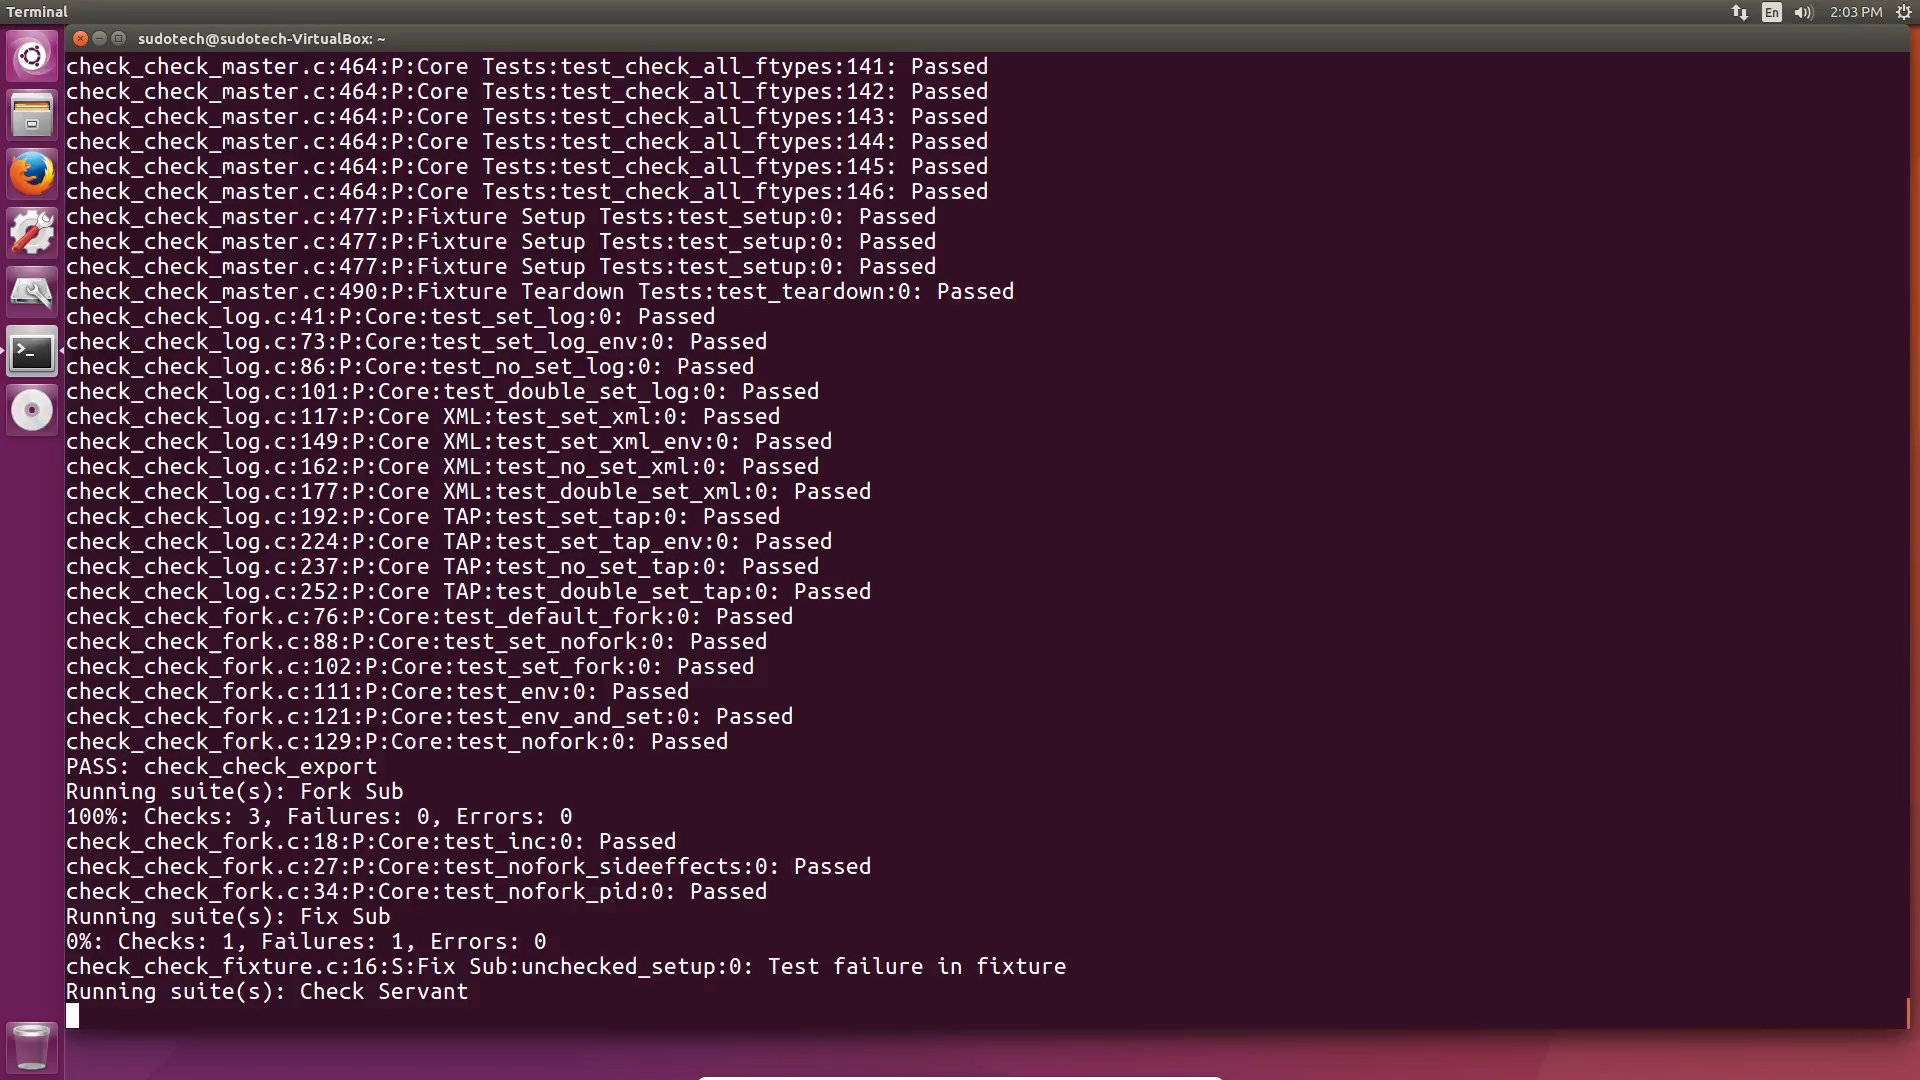 Terminal
En
2:03 PM
sudotech@sudotech-VirtualBox: ~
check_check_master.c:464:P:Core Tests:test_check_all_ftypes:141: Passed
check_check_master.c:464:P:Core Tests:test_check_all_ftypes:142: Passed
check_check_master.c:464:P:Core Tests:test_check_all_ftypes:143: Passed
check_check_master.c:464:P:Core Tests:test_check_all_ftypes:144: Passed
check_check_master.c:464:P:Core Tests:test_check_all_ftypes:145: Passed
check_check_master.c:464:P:Core Tests:test_check_all_ftypes:146: Passed
check_check_master.c:477:P:Fixture Setup Tests:test_setup:0: Passed
check_check_master.c:477:P:Fixture Setup Tests:test_setup:0: Passed
check_check_master.c:477:P:Fixture Setup Tests:test_setup:0: Passed
check_check_master.c:490:P:Fixture Teardown Tests:test_teardown:0: Passed
check_check_log.c:41:P:Core:test_set_log:0: Passed
check_check_log.c:73:P:Core:test_set_log_env:0: Passed
check_check_log.c:86:P:Core:test_no_set_log:0: Passed
check_check_log.c:101:P:Core:test_double_set_log:0: Passed
check_check_log.c:117:P:Core XML:test_set_xml:0: Passed
check_check_log.c:149:P:Core XML:test_set_xml_env:0: Passed
check_check_log.c:162:P:Core XML:test_no_set_xml:0: Passed
check_check_log.c:177:P:Core XML:test_double_set_xml:0: Passed
check_check_log.c:192:P:Core TAP:test_set_tap:0: Passed
check_check_log.c:224:P:Core TAP:test_set_tap_env:0: Passed
check_check_log.c:237:P:Core TAP:test_no_set_tap:0: Passed
check_check_log.c:252:P:Core TAP:test_double_set_tap:0: Passed
check_check_fork.c:76:P:Core:test_default_fork:0: Passed
check_check_fork.c:88:P:Core:test_set_nofork:0: Passed
check_check_fork.c:102:P:Core:test_set_fork:0: Passed
check_check_fork.c:111:P:Core:test_env:0: Passed
check_check_fork.c:121:P:Core:test_env_and_set:0: Passed
check_check_fork.c:129:P:Core:test_nofork:0: Passed
PASS: check_check_export
Running suite(s): Fork Sub
100%: Checks: 3, Failures: 0, Errors: 0
check_check_fork.c:18:P:Core:test_inc:0: Passed
check_check_fork.c:27:P:Core:test_nofork_sideeffects:0: Passed
check_check_fork.c:34:P:Core:test_nofork_pid:0: Passed
Running suite(s): Fix Sub
0%: Checks: 1, Failures: 1, Errors: 0
check_check_fixture.c:16:S:Fix Sub:unchecked_setup:0: Test failure in fixture
Running suite(s): Check Servant